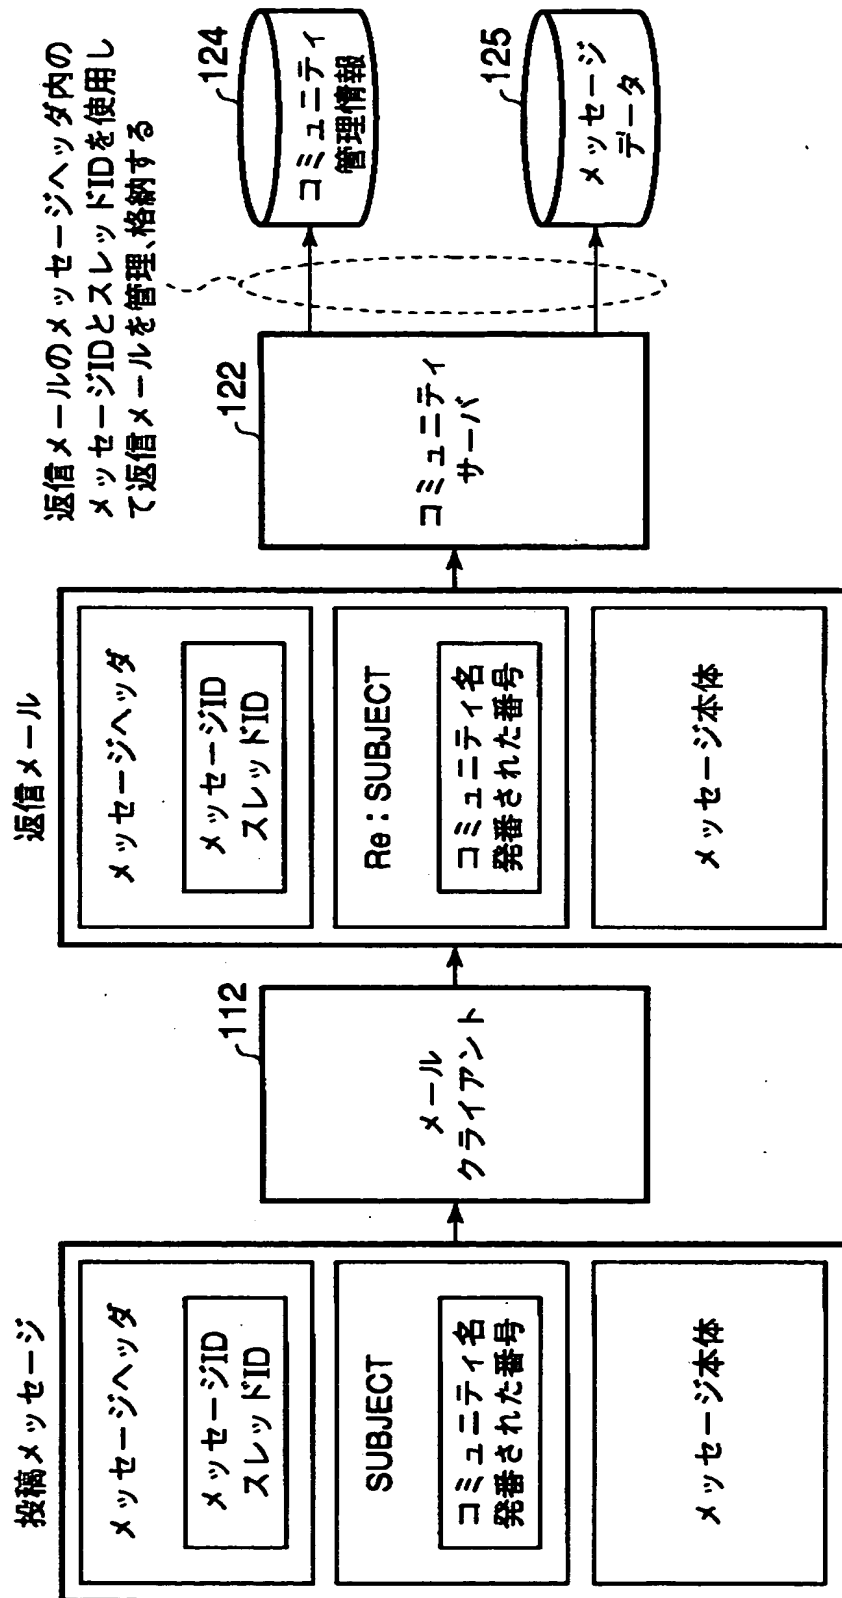 投稿メッセージ
メッセージヘッダ
メッセージID
スレッドID
SUBJECT
コミュニティ名
発番された番号
メッセージ本体
112
メール
クライアント
返信メール
メッセージヘッダ
メッセージID
スレッドID
Re：SUBJECT
コミュニティ名
発番された番号
メッセージ本体
返信メールのメッセージヘッダ内の
メッセージIDとスレッドIDを使用し
て返信メールを管理、格納する
122
コミュニティ
サーバ
124
コミュニティ
管理情報
125
メッセージ
データ